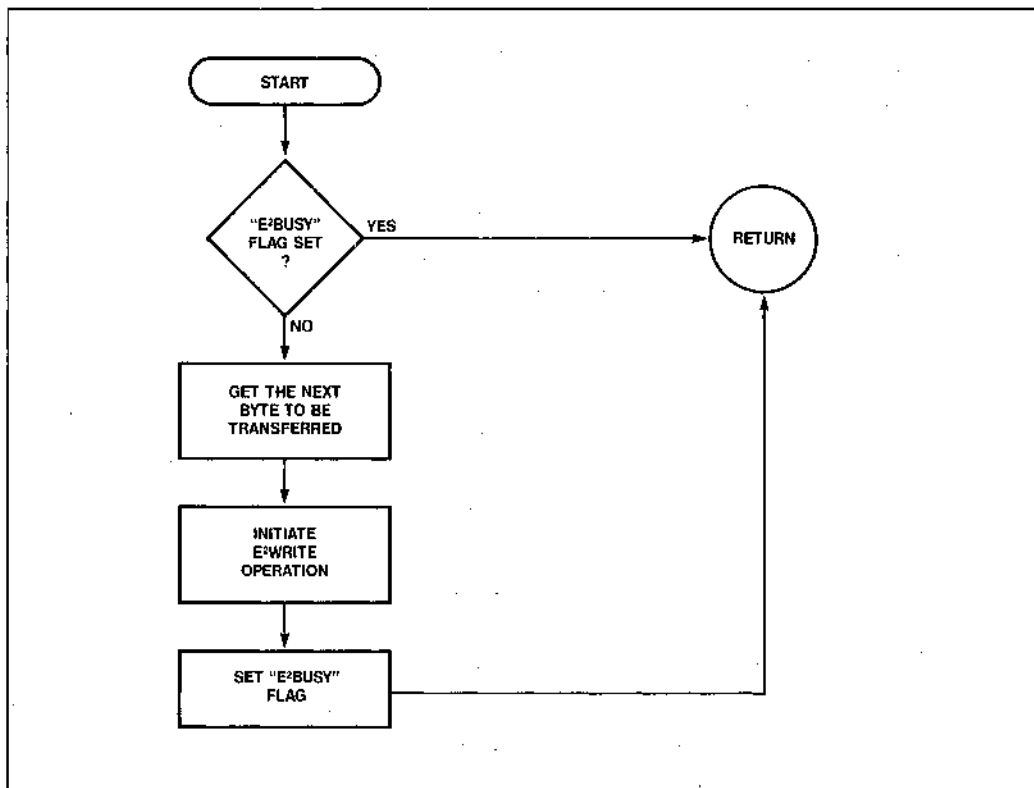 START
"E²BUSY"
FLAG SET
?
YES
RETURN
NO
GET THE NEXT
BYTE TO BE
TRANSFERRED
INITIATE
E²WRITE
OPERATION
SET "E²BUSY"
FLAG